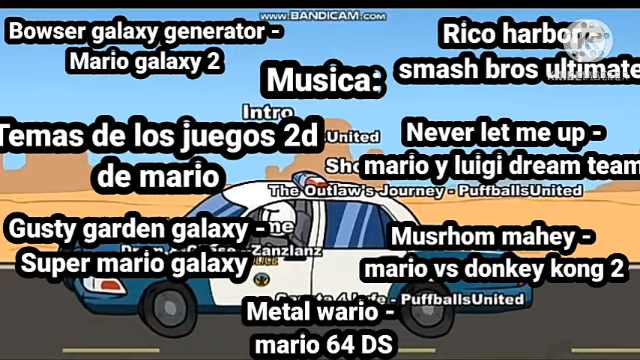 www.BANDICAM.com
Bowser galaxy generator -
Mario galaxy 2
Rico harbor -
smash bros ultimate
Musica:
Intro
Temas de los juegos 2d
de mario
United
Never let me up -
mario y luigi dream team
The Outlaw's Journey - PuffballsUnited
Gusty garden galaxy -
Super mario galaxy
me
Zanzlanz
Musrhom mahey -
mario vs donkey kong 2
- PuffballsUnited
Metal wario -
mario 64 DS